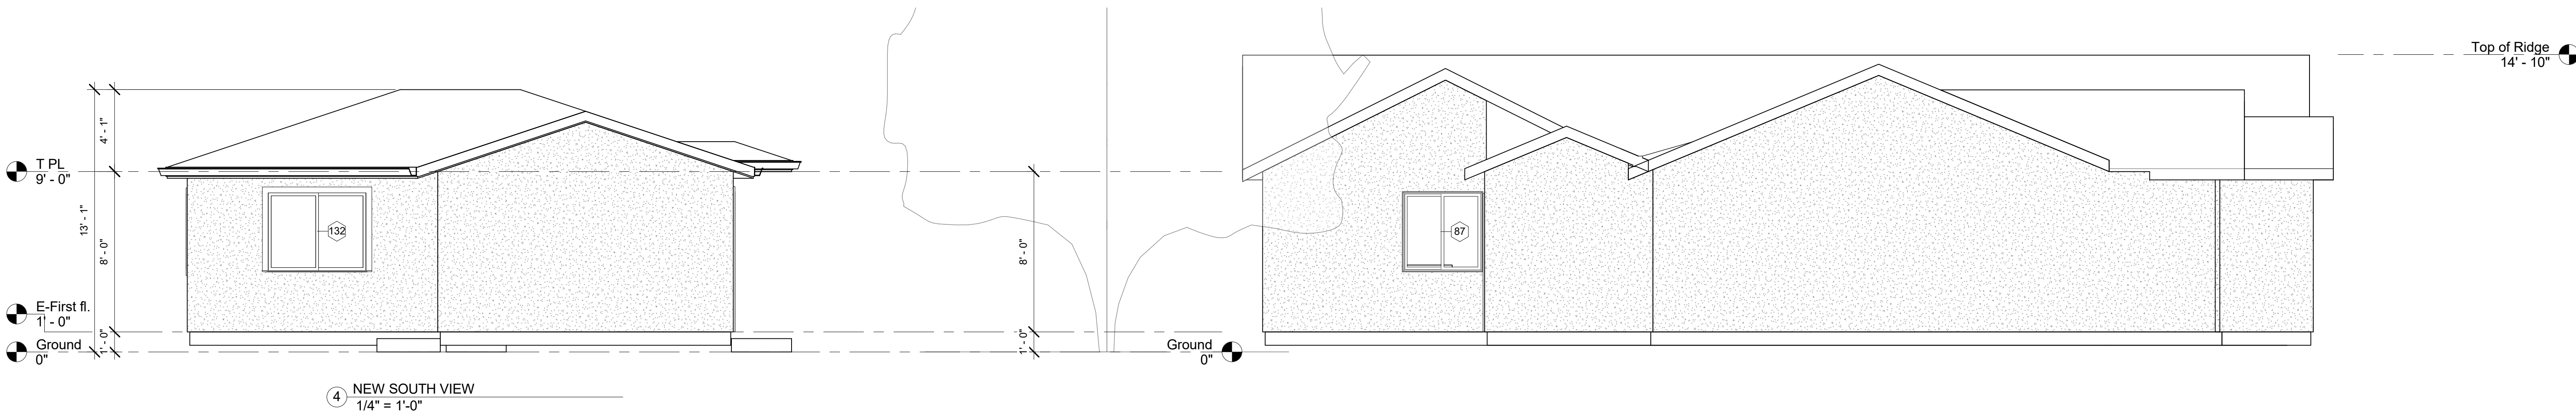 Top of Ridge
14' - 10"
4' - 1"
T PL
9' - 0"
13' - 1"
8' - 0"
132
8' - 0"
87
E-First fl.
1' - 0"
1' - 0"
1' - 0"
Ground
0"
Ground
0"
4
NEW SOUTH VIEW
1/4" = 1'-0"